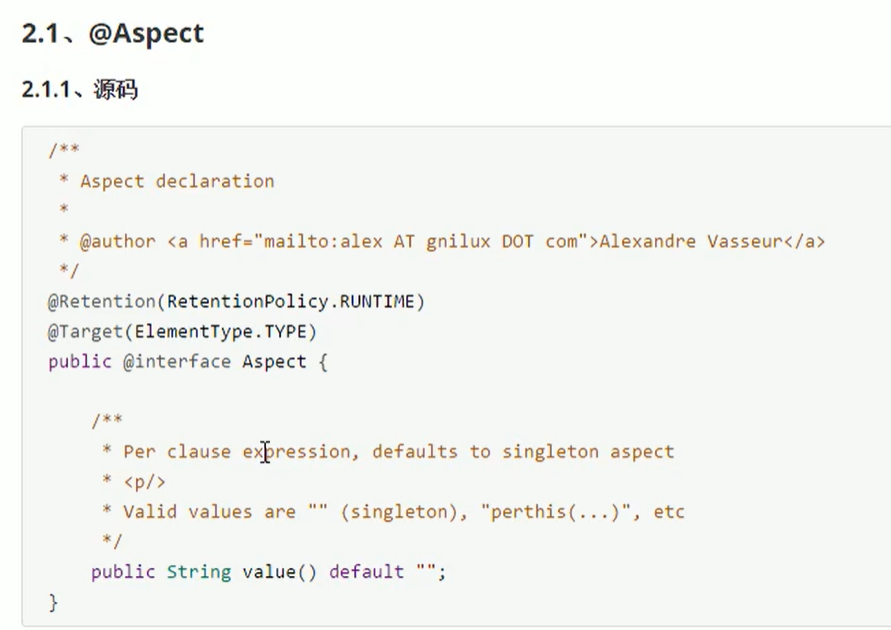 2.1、@Aspect
2.1.1、源码
/**
 * Aspect declaration
 *
 * @author <a href="mailto:alex AT gnilux DOT com">Alexandre Vasseur</a>
 */
@Retention(RetentionPolicy.RUNTIME)
@Target(ElementType.TYPE)
public @interface Aspect {
    /**
     * Per clause expression, defaults to singleton aspect
     * <p/>
     * Valid values are "" (singleton), "perthis(...)", etc
     */
    public String value() default "";
}